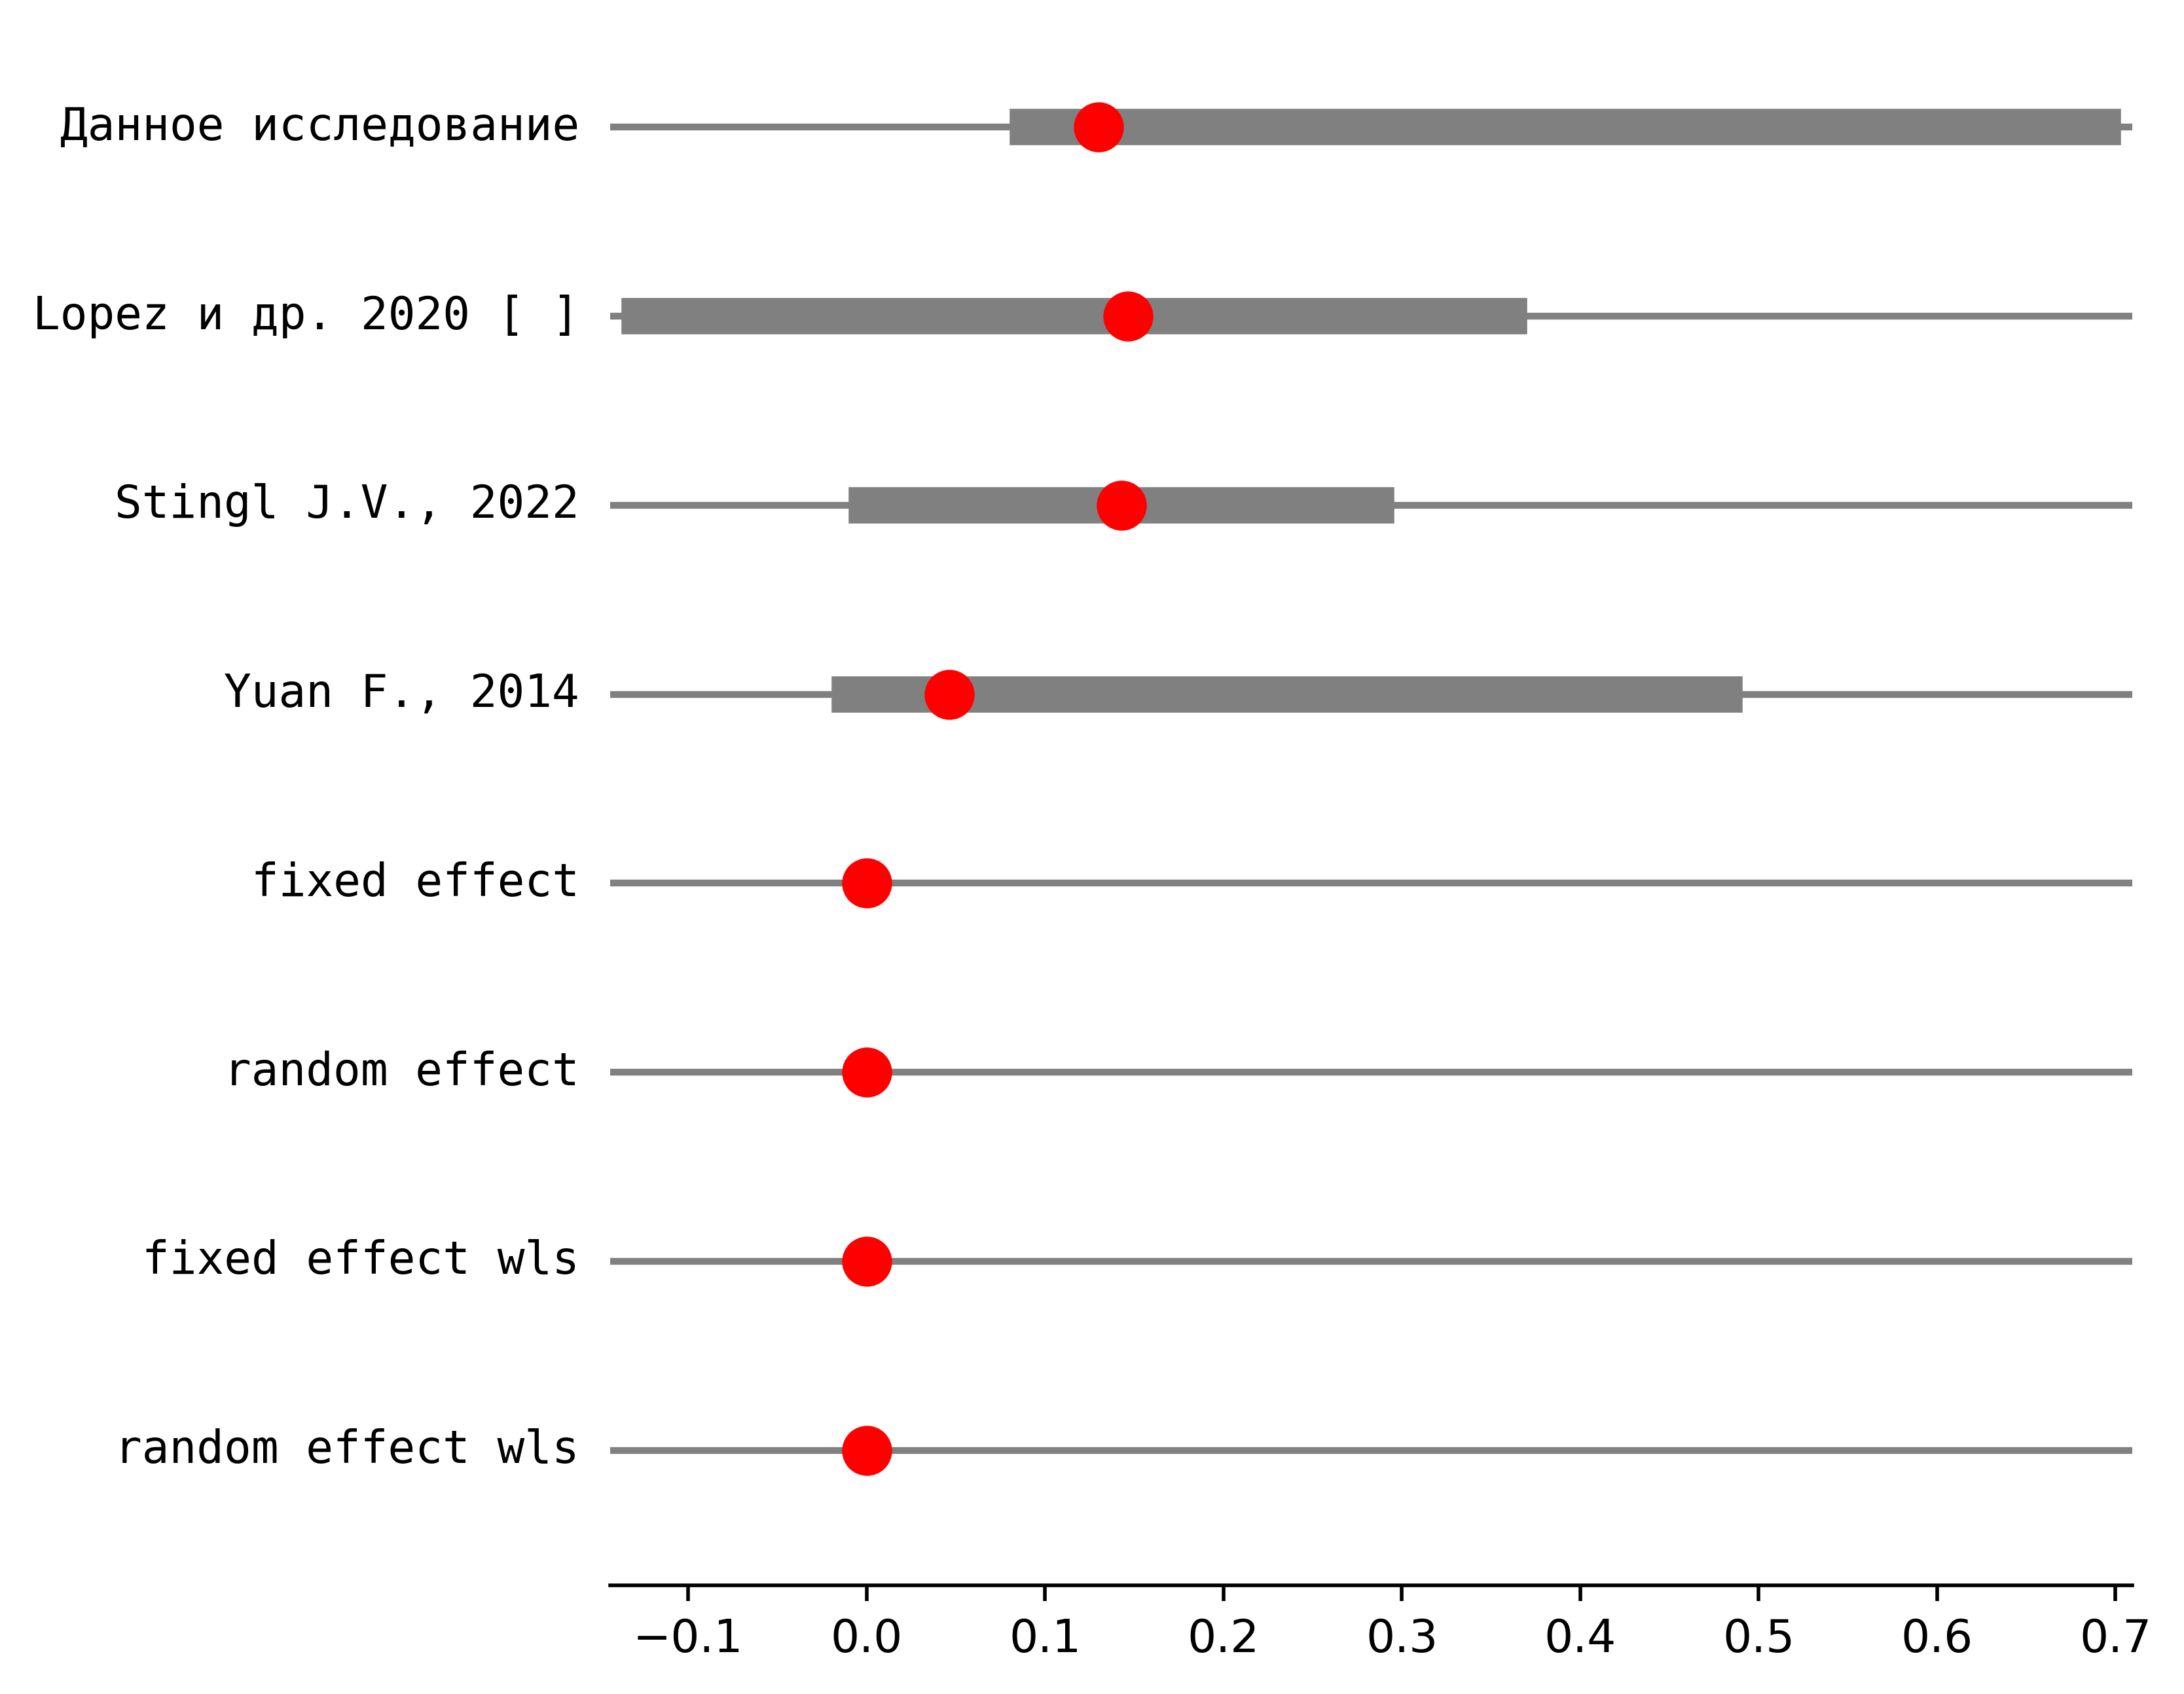 Данное исследование
Lopez и др. 2020 [ ]
Stingl J.V., 2022
Yuan F., 2014
fixed effect
random effect
fixed effect wls
random effect wls
−0.1 0.0 0.1 0.2 0.3 0.4 0.5 0.6 0.7